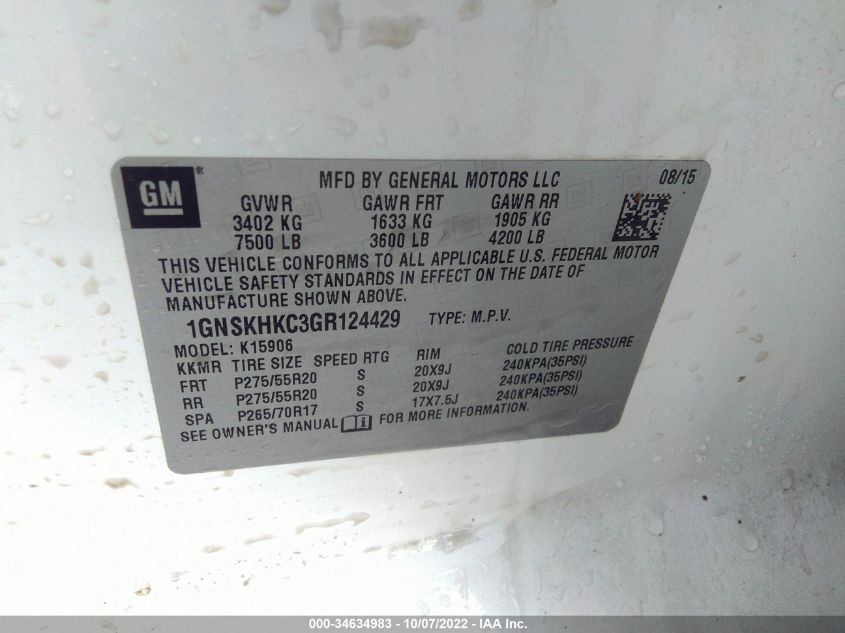 GM
MFD BY GENERAL MOTORS LLC 08/15
GVWR GAWR FRT GAWR RR
3402 KG 1633 KG 1905 KG
7500 LB 3600 LB 4200 LB
THIS VEHICLE CONFORMS TO ALL APPLICABLE U.S. FEDERAL MOTOR
VEHICLE SAFETY STANDARDS IN EFFECT ON THE DATE OF
MANUFACTURE SHOWN ABOVE.
1GNSKHKC3GR124429 TYPE: M.P.V.
MODEL: K15906
KKMR TIRE SIZE SPEED RTG RIM COLD TIRE PRESSURE
FRT P275/55R20 S 20X9J 240KPA(35PSI)
RR P275/55R20 S 20X9J 240KPA(35PSI)
SPA P265/70R17 S 17X7.5J 240KPA(35PSI)
SEE OWNER'S MANUAL FOR MORE INFORMATION.
000-34634983 - 10/07/2022 - IAA Inc.